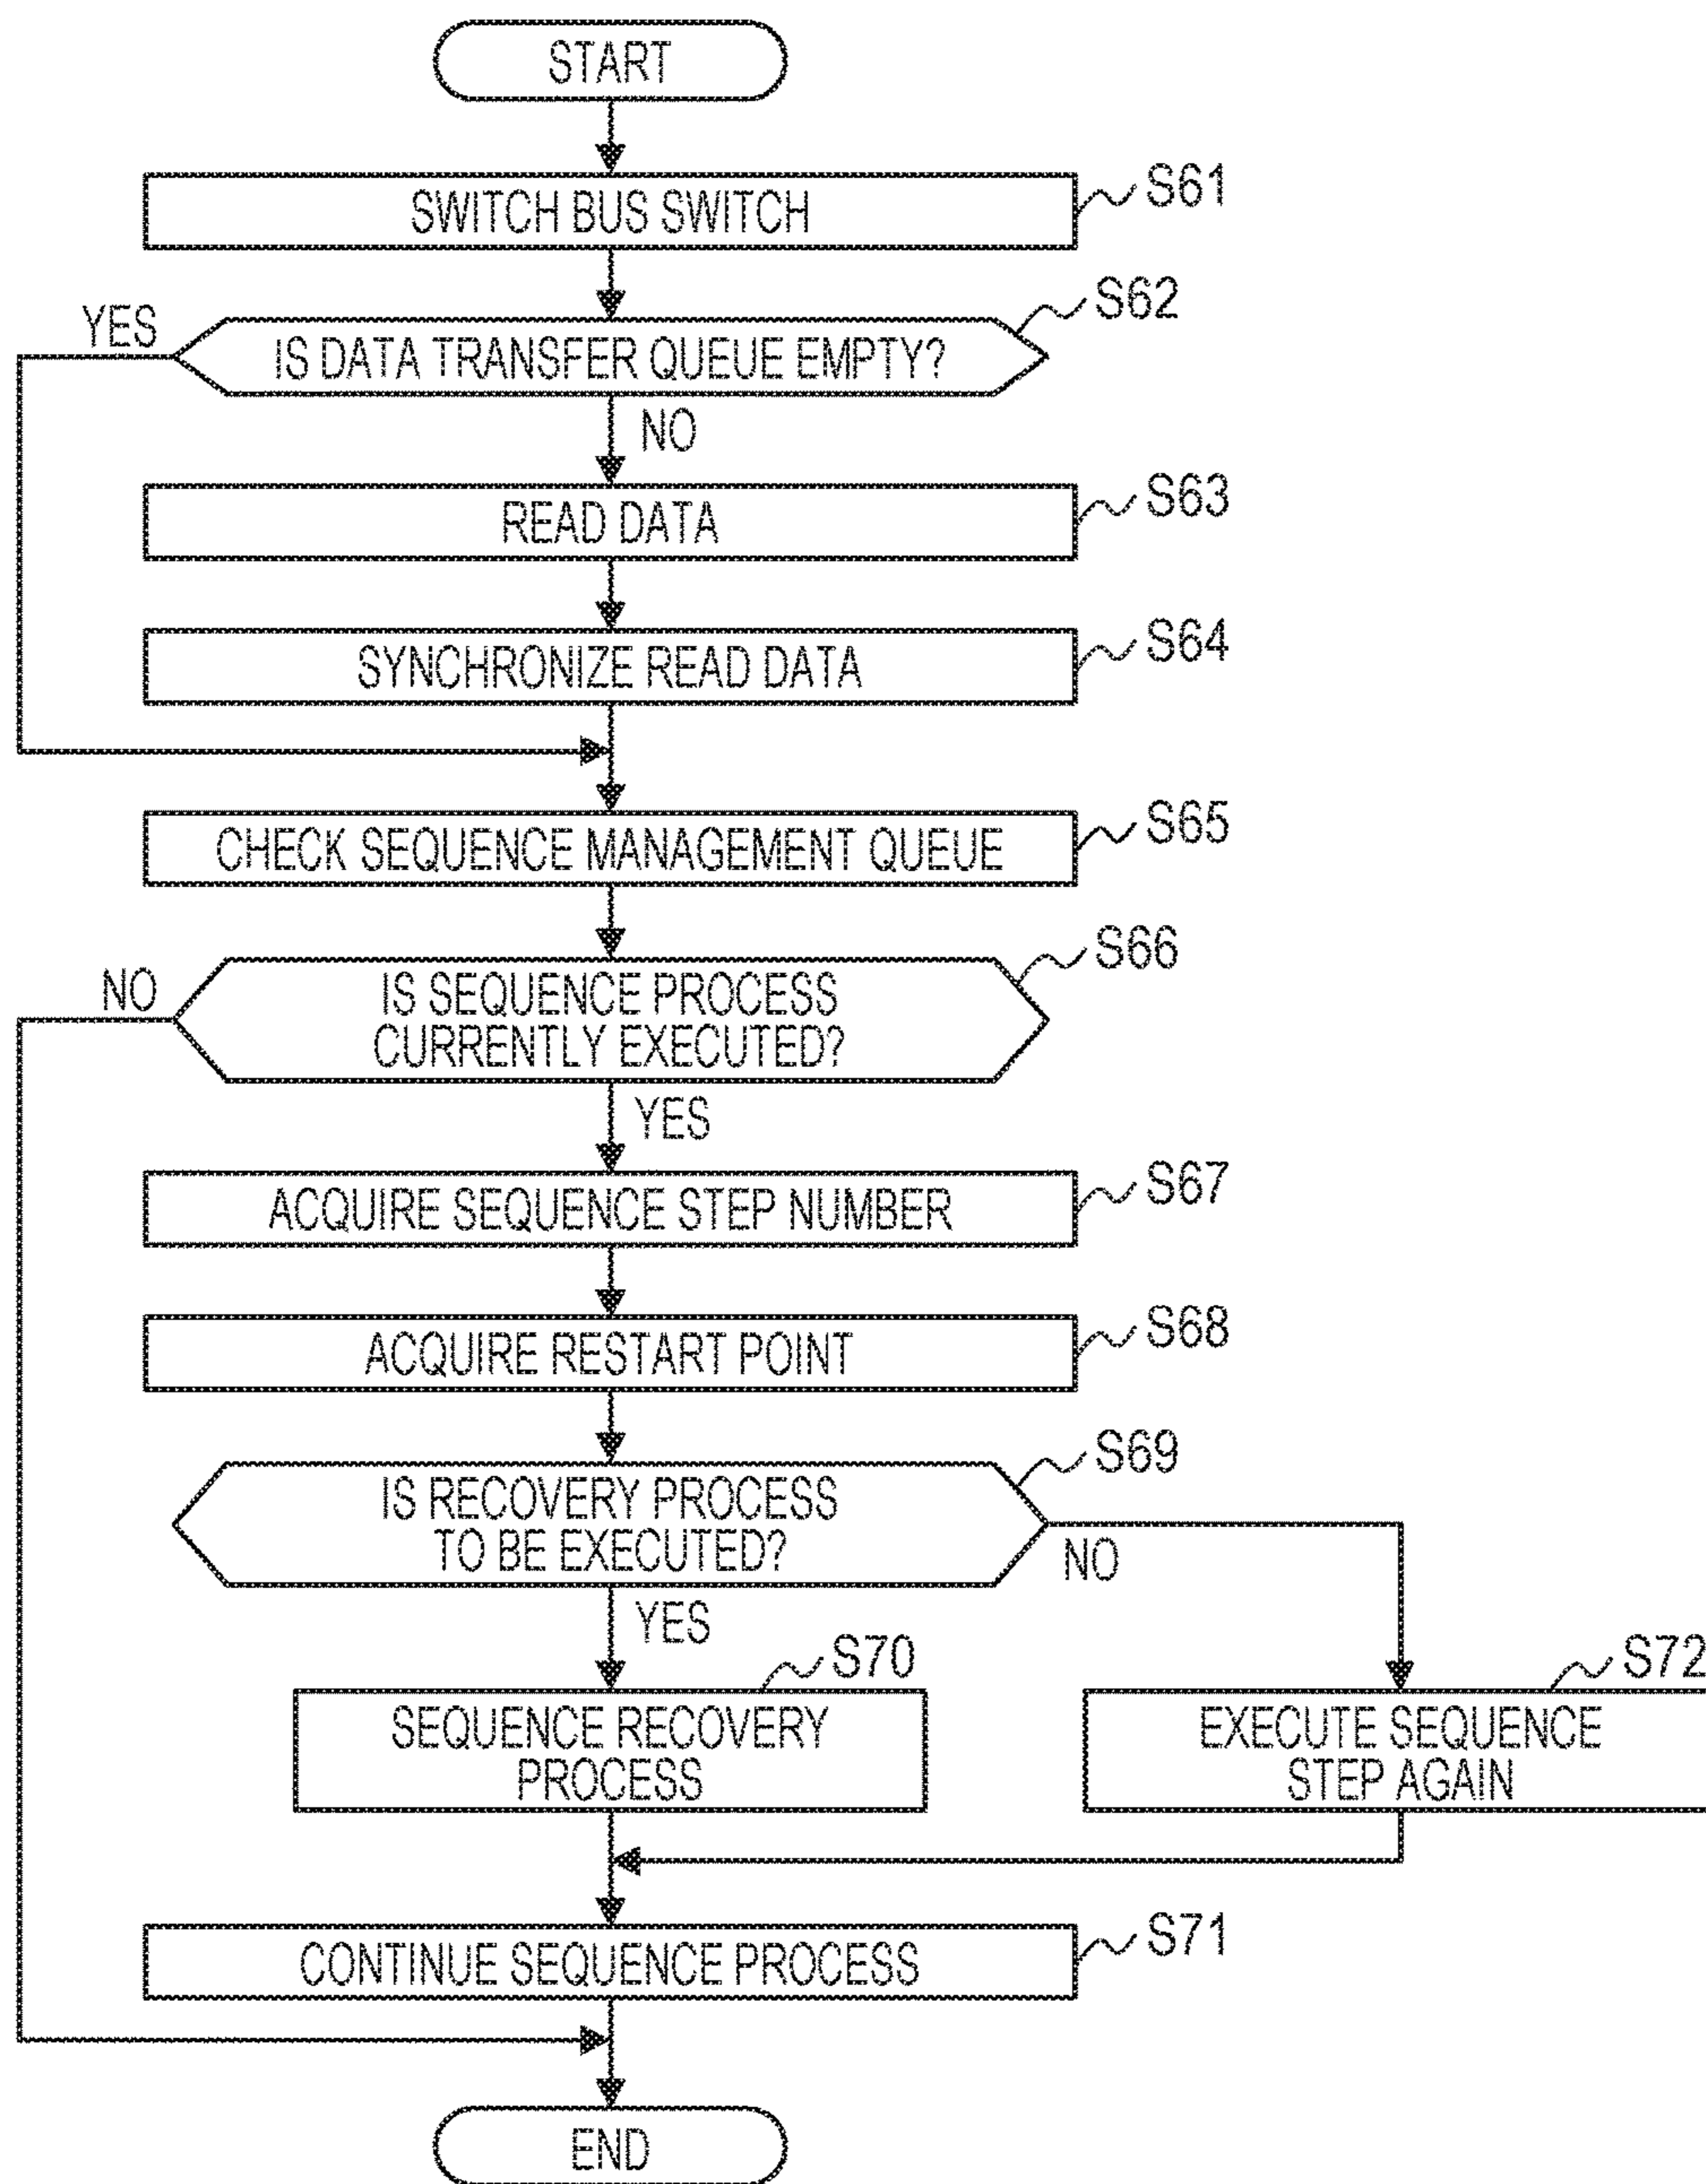 START
SWITCH BUS SWITCH
S61
YES
IS DATA TRANSFER QUEUE EMPTY?
S62
NO
READ DATA
S63
SYNCHRONIZE READ DATA
S64
CHECK SEQUENCE MANAGEMENT QUEUE
S65
NO
IS SEQUENCE PROCESS
CURRENTLY EXECUTED?
S66
YES
ACQUIRE SEQUENCE STEP NUMBER
S67
ACQUIRE RESTART POINT
S68
IS RECOVERY PROCESS
TO BE EXECUTED?
S69
NO
YES
S70
SEQUENCE RECOVERY
PROCESS
S72
EXECUTE SEQUENCE
STEP AGAIN
CONTINUE SEQUENCE PROCESS
S71
END